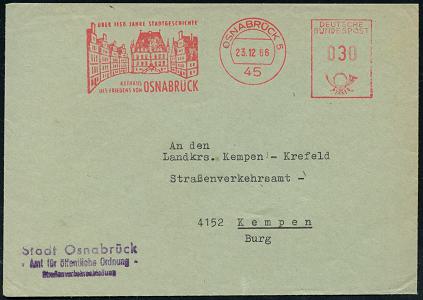 ÜBER 1150 JAHRE STADTGESCHICHTE
RATHAUS
DES FRIEDENS VON OSNABRÜCK
OSNABRÜCK 5
23.12.66
45
DEUTSCHE
BUNDESPOST
030
An den
Landkrs. Kempen - Krefeld
Straßenverkehrsamt -
4152 Kempen
Burg
Stadt Osnabrück
- Amt für öffentliche Ordnung -